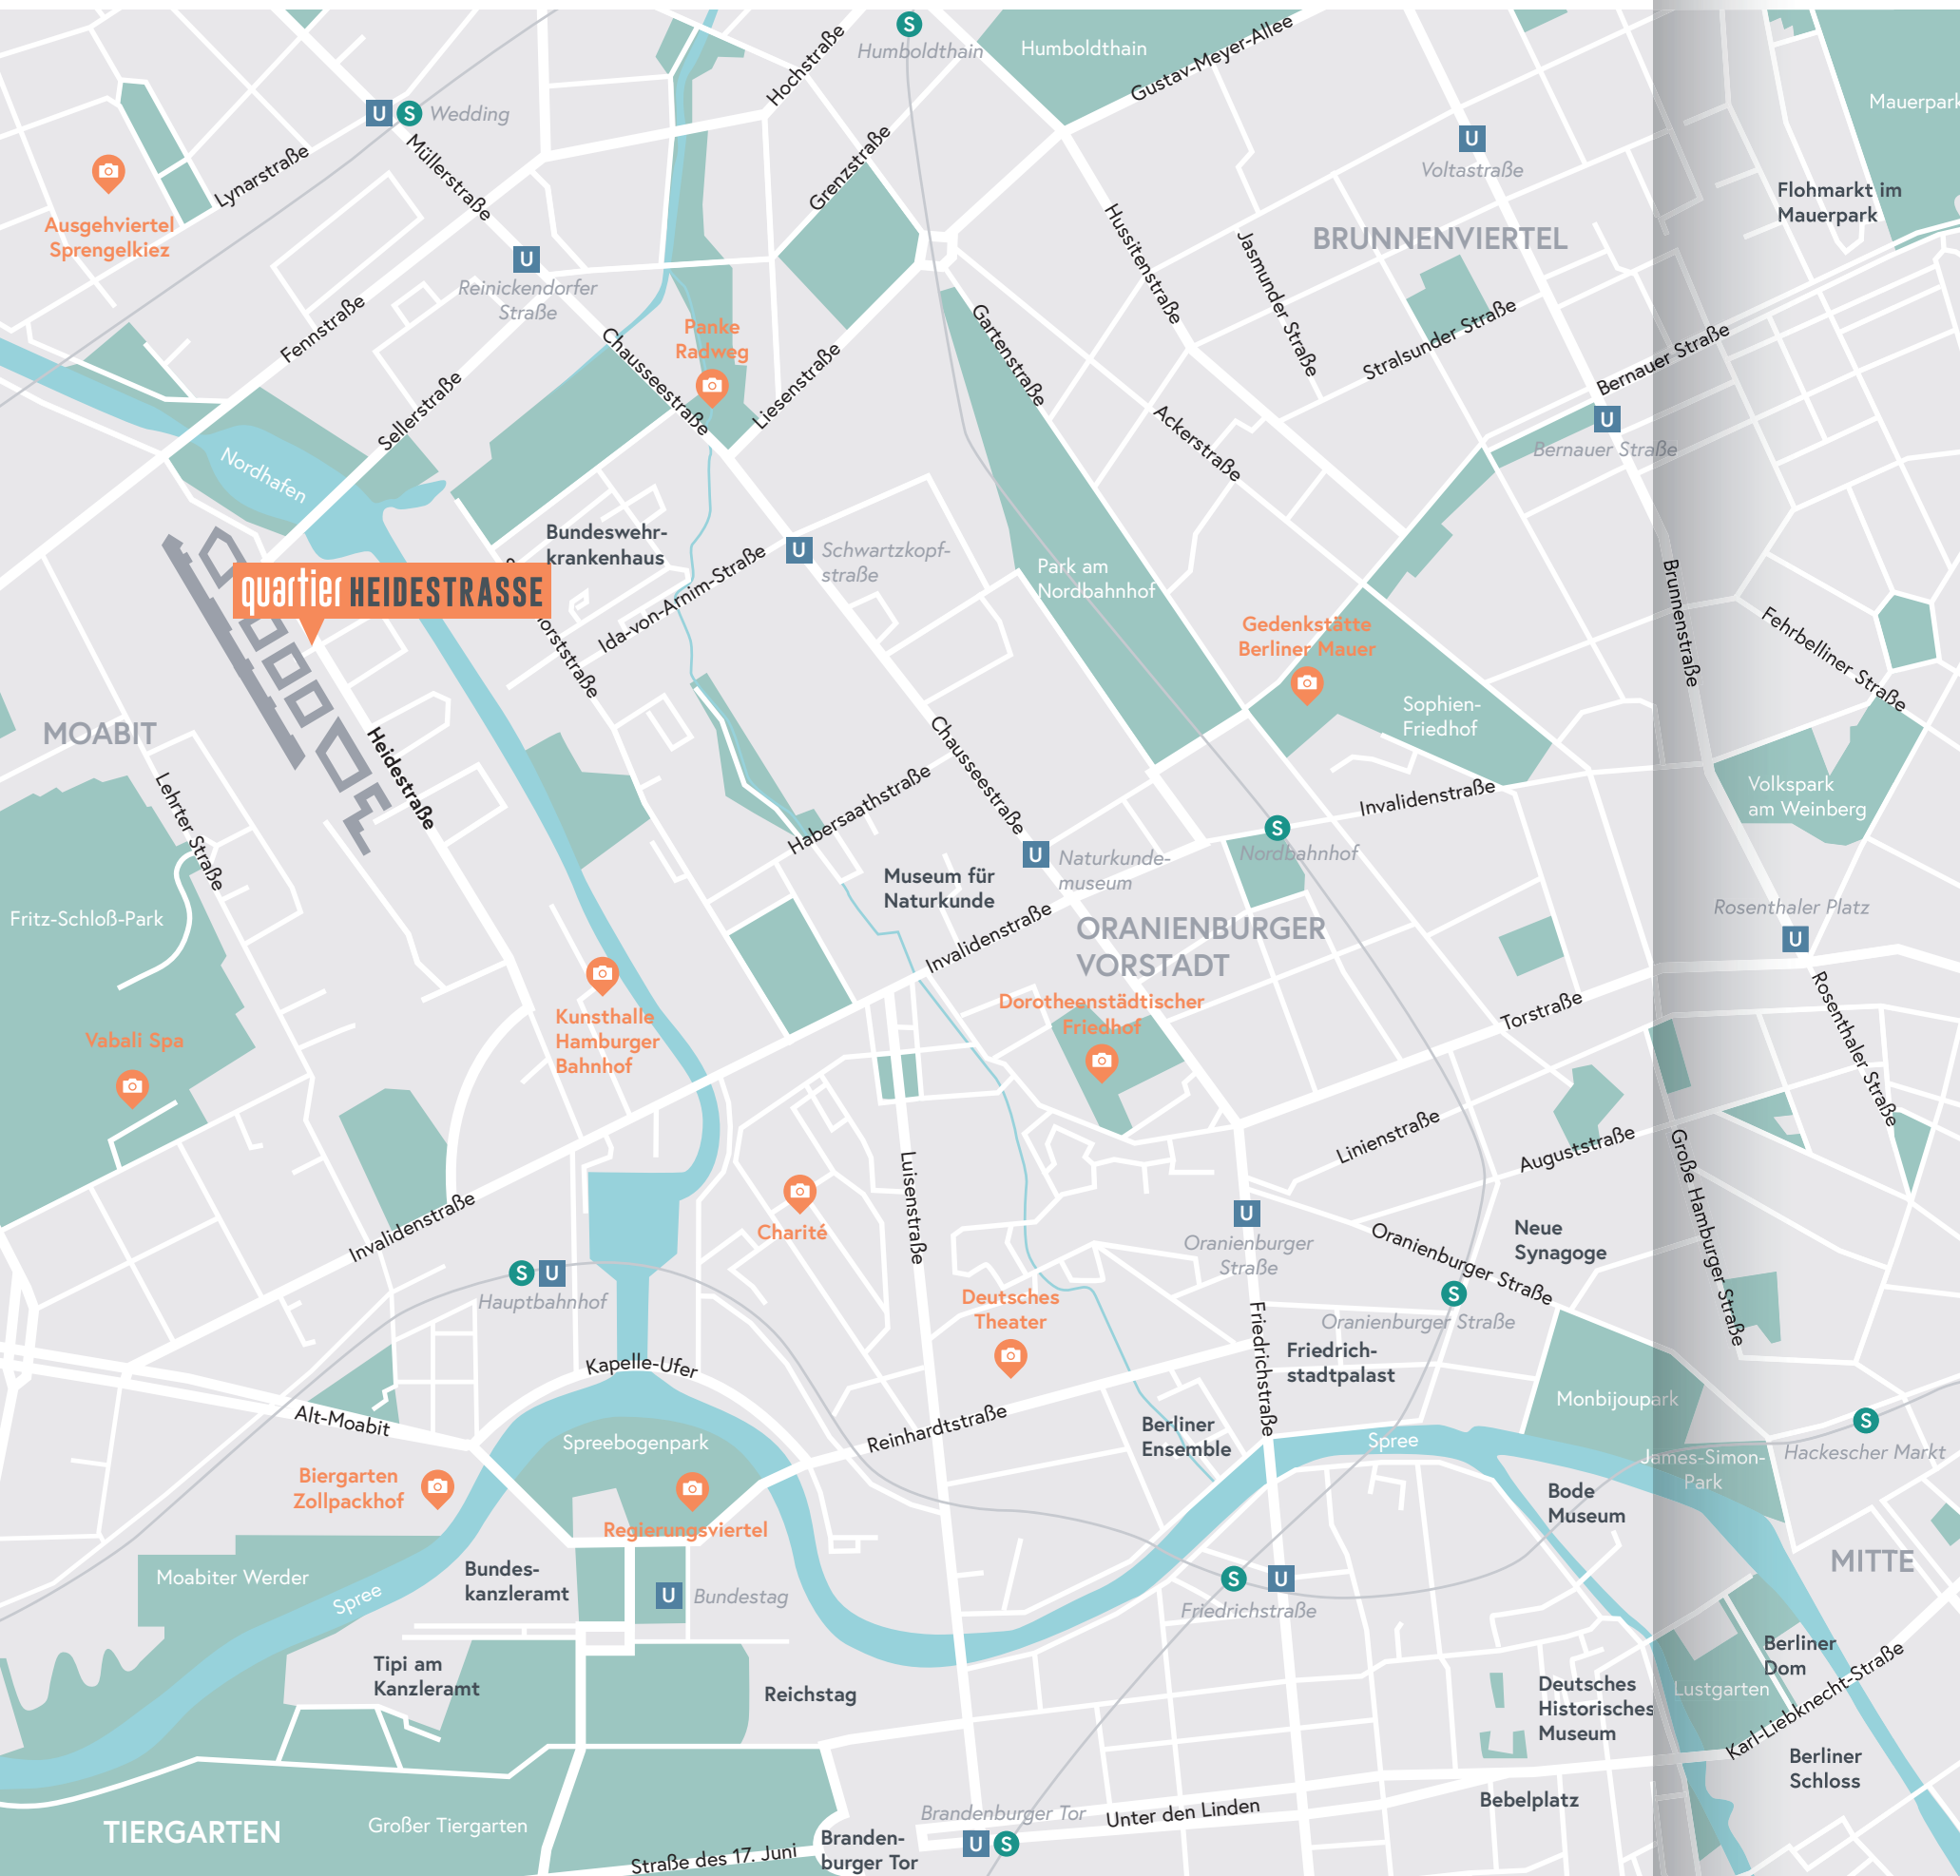 S
Humboldthain
Humboldthain
Hochstraße
Gustav-Meyer-Allee
Mauerpark
U
S
Wedding
Müllerstraße
Lynarstraße
Grenzstraße
U
Voltastraße
Flohmarkt im
Mauerpark
Ausgehviertel
Sprengelkiez
BRUNNENVIERTEL
Hussitenstraße
Jasmunder Straße
U
Reinickendorfer
Straße
Fennstraße
Panke
Radweg
Chausseestraße
Liesenstraße
Gartenstraße
Stralsunder Straße
Bernauer Straße
Sellerstraße
Ackerstraße
U
Bernauer Straße
Nordhafen
Bundeswehr-
krankenhaus
U
Schwartzkopf-
straße
Park am
Nordbahnhof
quartier HEIDESTRASSE
Ida-von-Arnim-Straße
Gedenkstätte
Berliner Mauer
Brunnenstraße
Fehrbelliner Straße
Sophien-
Friedhof
MOABIT
Heidestraße
Lehrter Straße
Chausseestraße
Habersaathstraße
Invalidenstraße
Volkspark
am Weinberg
S
Nordbahnhof
U
Naturkunde-
museum
Museum für
Naturkunde
Fritz-Schloß-Park
Invalidenstraße
ORANIENBURGER
VORSTADT
Rosenthaler Platz
U
Kunsthalle
Hamburger
Bahnhof
Dorotheenstädtischer
Friedhof
Torstraße
Rosenthaler Straße
Vabali Spa
Linienstraße
Auguststraße
Große Hamburger Straße
Luisenstraße
Charité
Invalidenstraße
U
Oranienburger
Straße
Oranienburger Straße
Neue
Synagoge
S
U
Hauptbahnhof
Deutsches
Theater
S
Oranienburger Straße
Friedrichstraße
Friedrich-
stadtpalast
Kapelle-Ufer
Alt-Moabit
Reinhardtstraße
Berliner
Ensemble
Spree
Monbijoupark
S
Hackescher Markt
James-Simon-
Park
Spreebogenpark
Biergarten
Zollpackhof
Regierungsviertel
Bode
Museum
MITTE
Moabiter Werder
Spree
Bundes-
kanzleramt
U
Bundestag
S
U
Friedrichstraße
Tipi am
Kanzleramt
Reichstag
Deutsches
Historisches
Museum
Berliner
Dom
Lustgarten
Karl-Liebknecht-Straße
Berliner
Schloss
Bebelplatz
TIERGARTEN
Großer Tiergarten
Brandenburger Tor
U
S
Unter den Linden
Straße des 17. Juni
Branden-
burger Tor